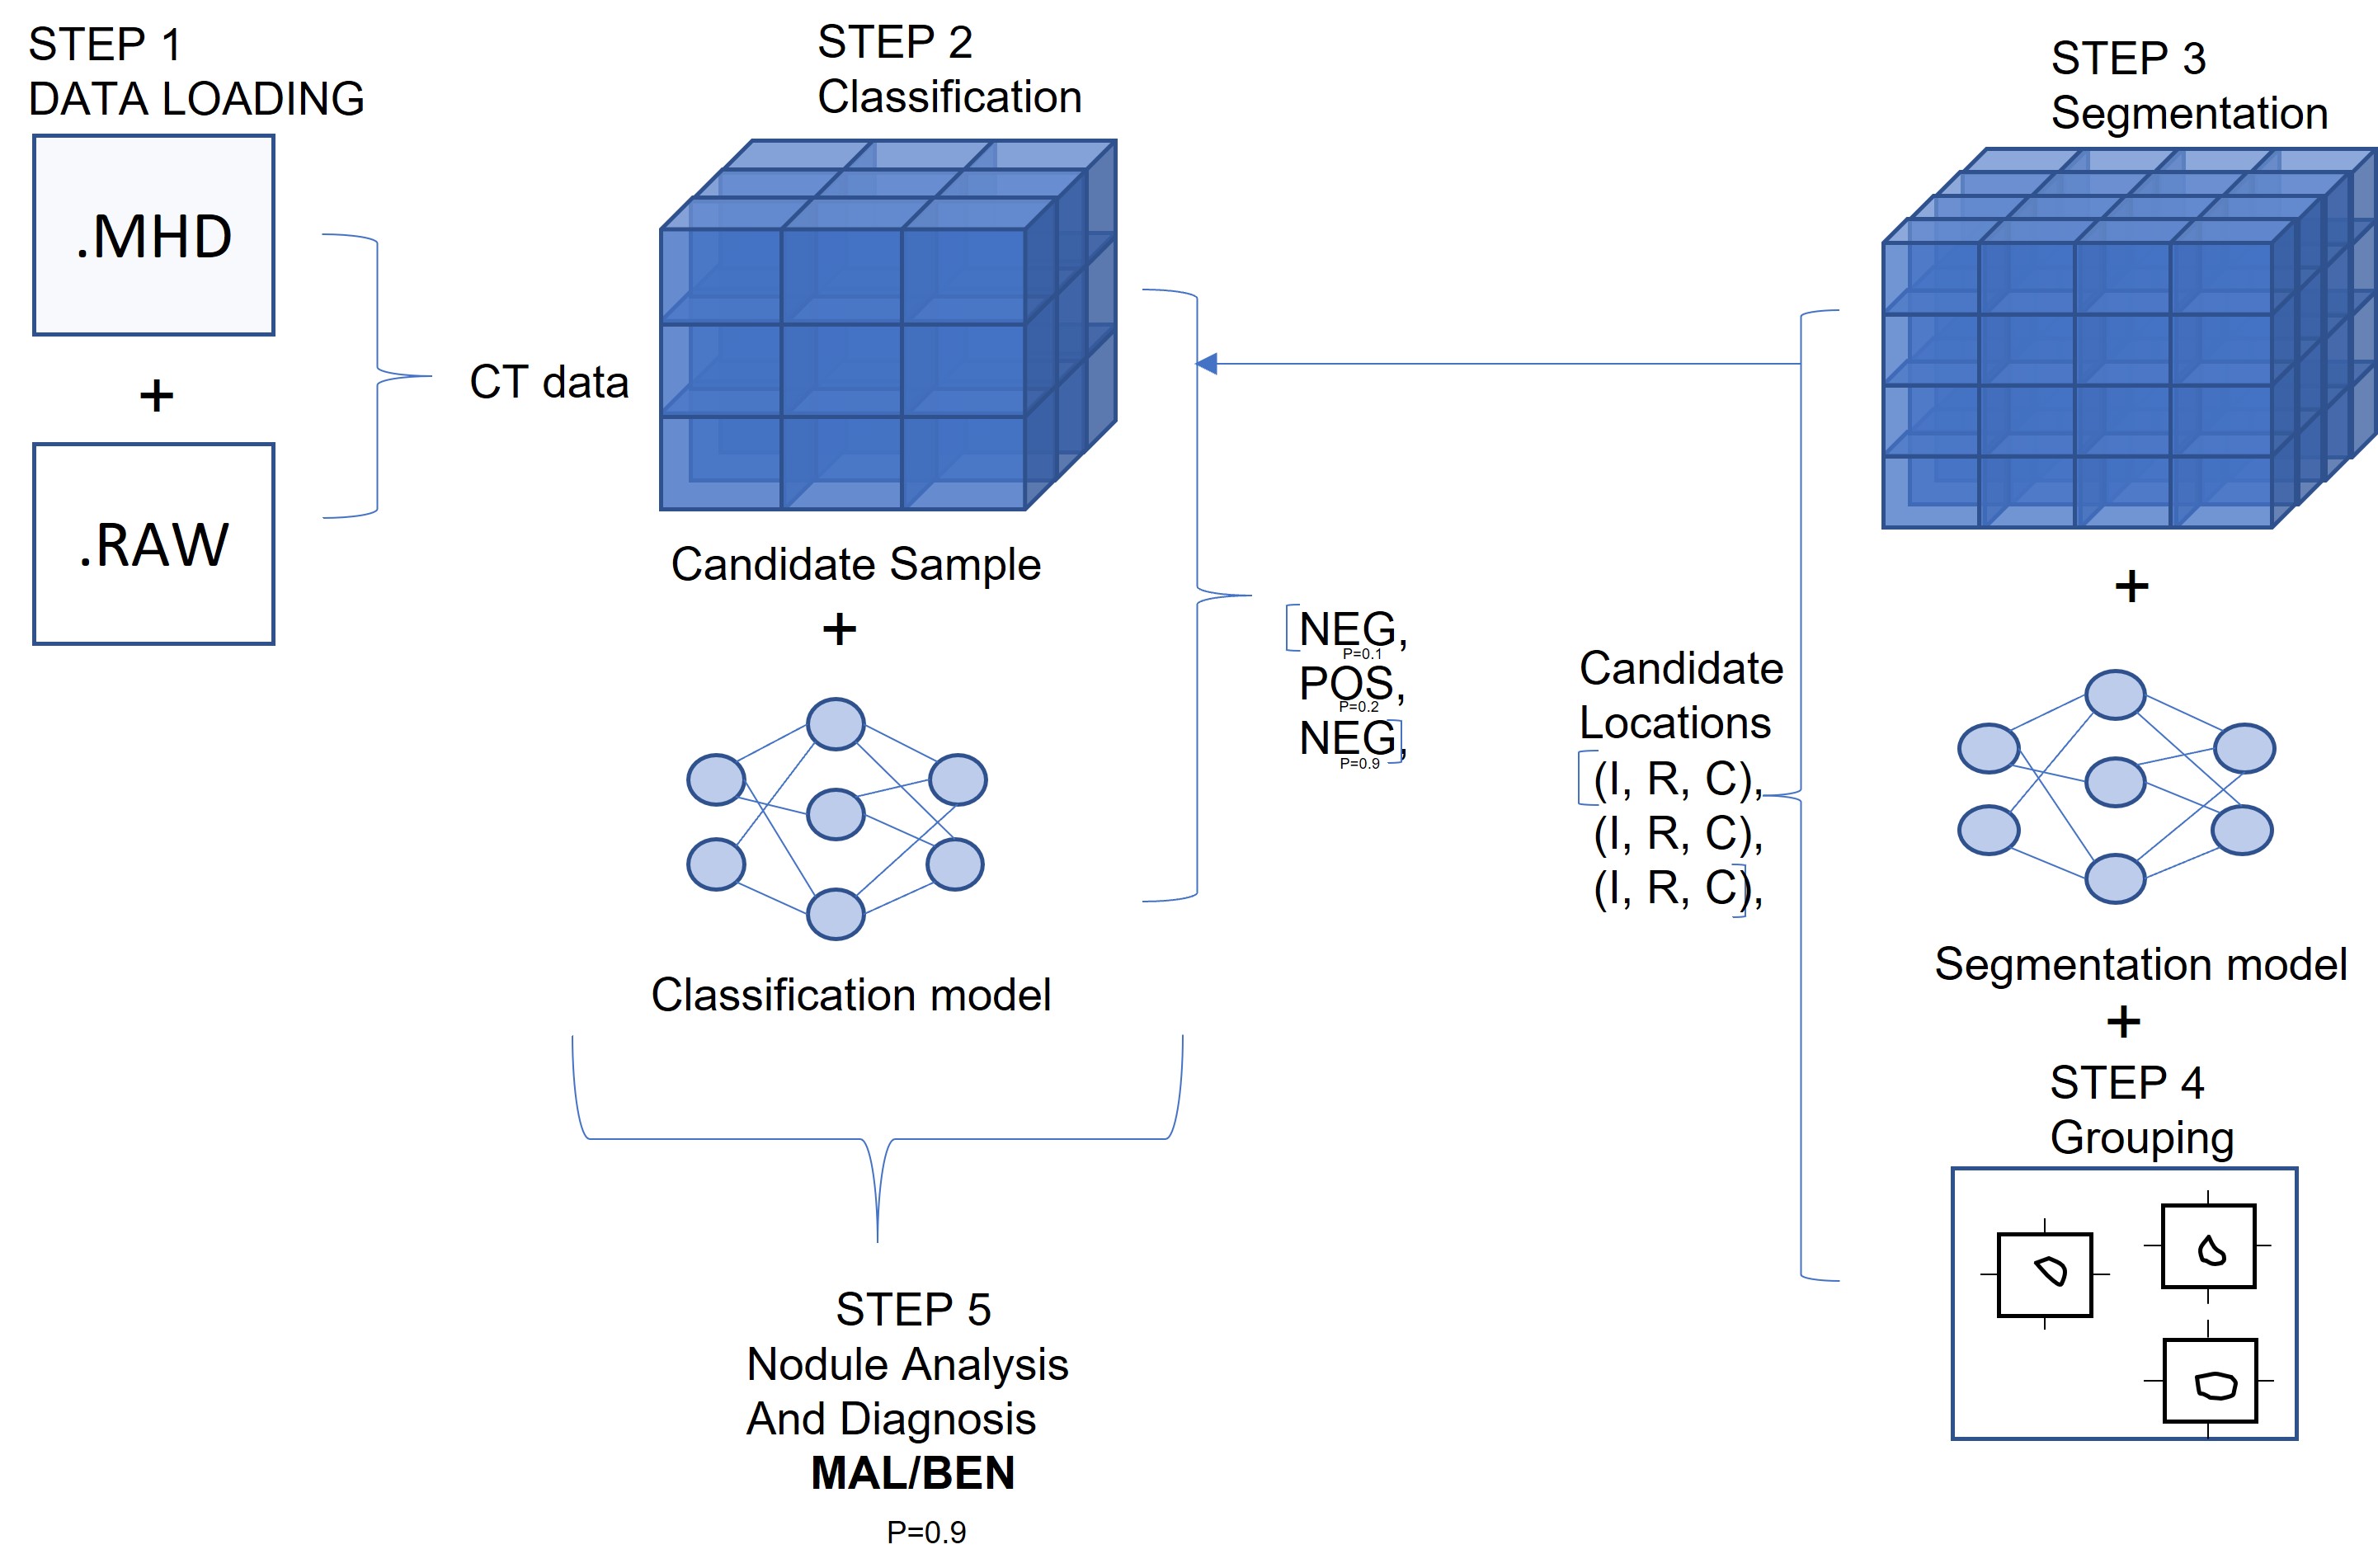 STEP 1
DATA LOADING
.MHD
+
.RAW
CT data
STEP 2
Classification
Candidate Sample
+
Classification model
NEG,
P=0.1
POS,
P=0.2
NEG,
P=0.9
STEP 3
Segmentation
+
Segmentation model
+
Candidate
Locations
(I, R, C),
(I, R, C),
(I, R, C),
STEP 4
Grouping
STEP 5
Nodule Analysis
And Diagnosis
MAL/BEN
P=0.9